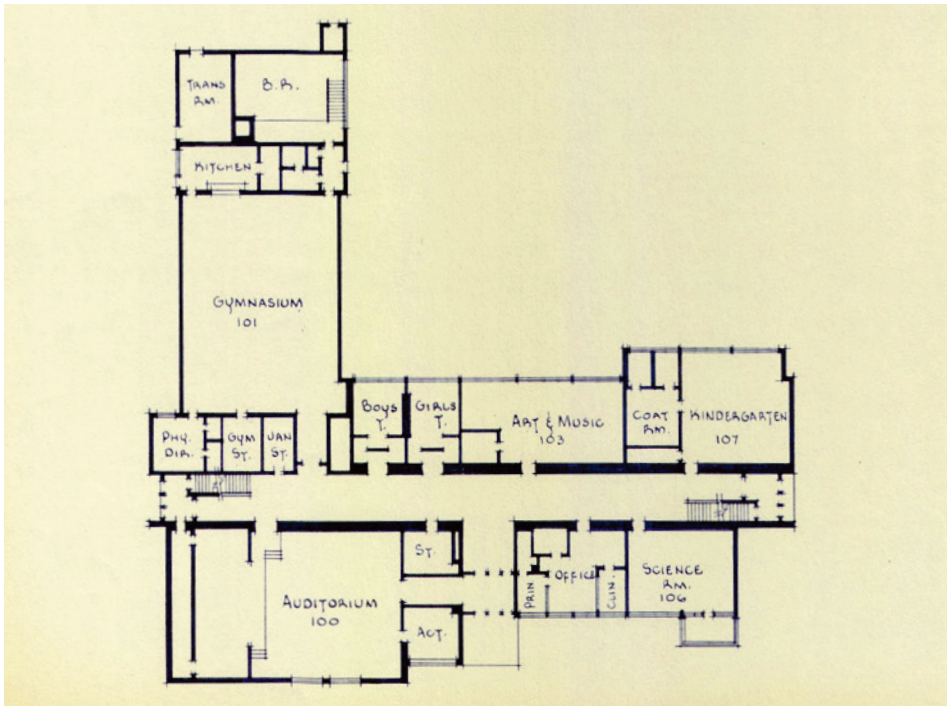 TRANS
RM.
B.R.
KITCHEN
GYMNASIUM
101
BOYS
T.
GIRLS
T.
ART & MUSIC
103
COAT
RM.
KINDERGARTEN
107
PHY.
DIR.
GYM
ST.
JAN
ST.
ST.
AUDITORIUM
100
ACT.
PRIN
OFFICE
CLIN.
SCIENCE
RM.
106